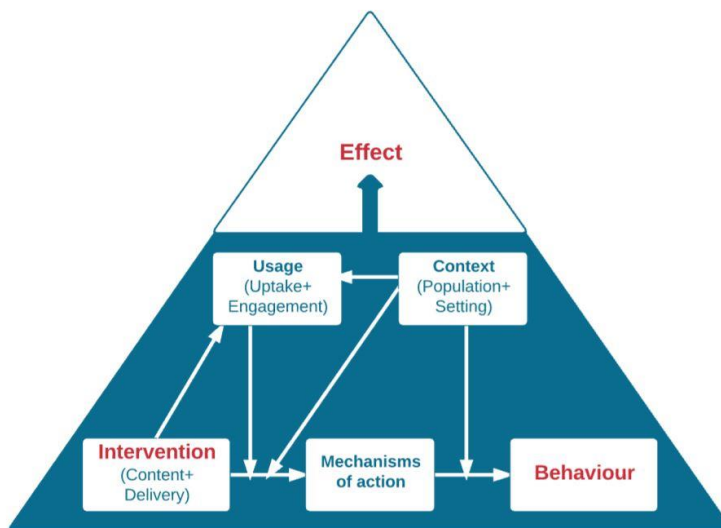 Effect
Usage
(Uptake+
Engagement)
Context
(Population+
Setting)
Intervention
(Content+
Delivery)
Mechanisms
of action
Behaviour